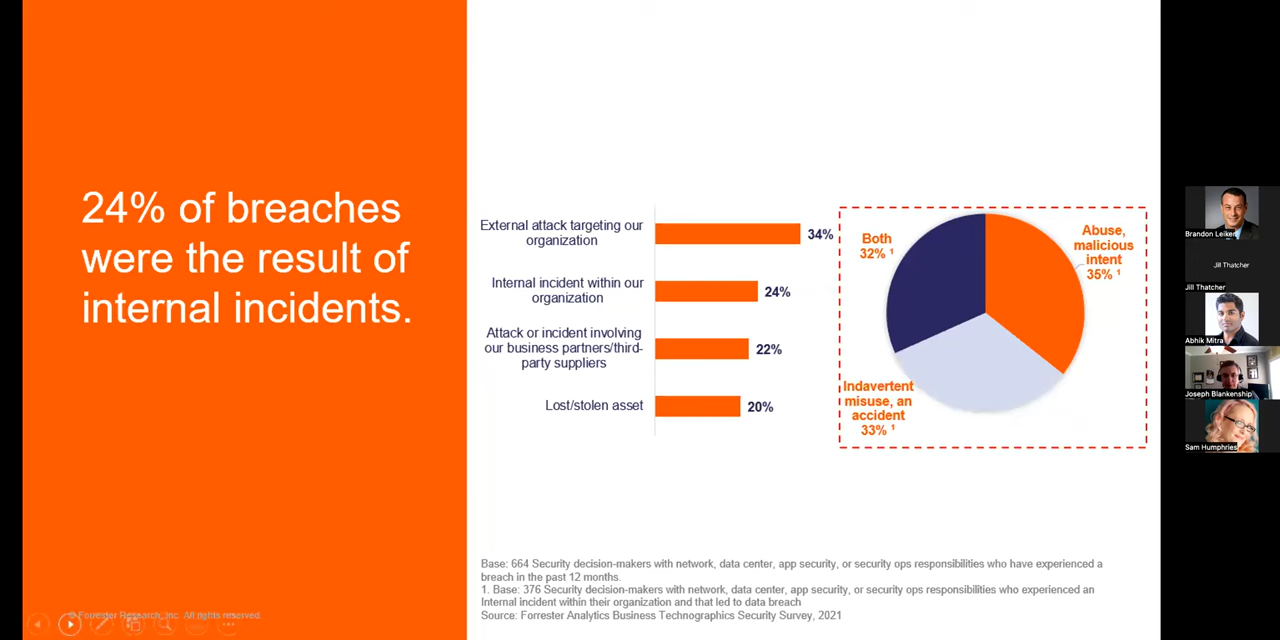 24% of breaches
were the result of
internal incidents.
External attack targeting our
organization
34%
Internal incident within our
organization
24%
Attack or incident involving
our business partners/third-
party suppliers
22%
Lost/stolen asset
20%
Both
32% 1
Abuse,
malicious
intent
35% 1
Indavertent
misuse, an
accident
33% 1
Base: 664 Security decision-makers with network, data center, app security, or security ops responsibilities who have experienced a
breach in the past 12 months.
1. Base: 376 Security decision-makers with network, data center, app security, or security ops responsibilities who experienced an
Internal incident within their organization and that led to data breach
Source: Forrester Analytics Business Technographics Security Survey, 2021
© Forrester Research, Inc. All rights reserved.
Brandon Leiker
Jill Thatcher
Jill Thatcher
Abhik Mitra
Joseph Blankenship
Sam Humphries